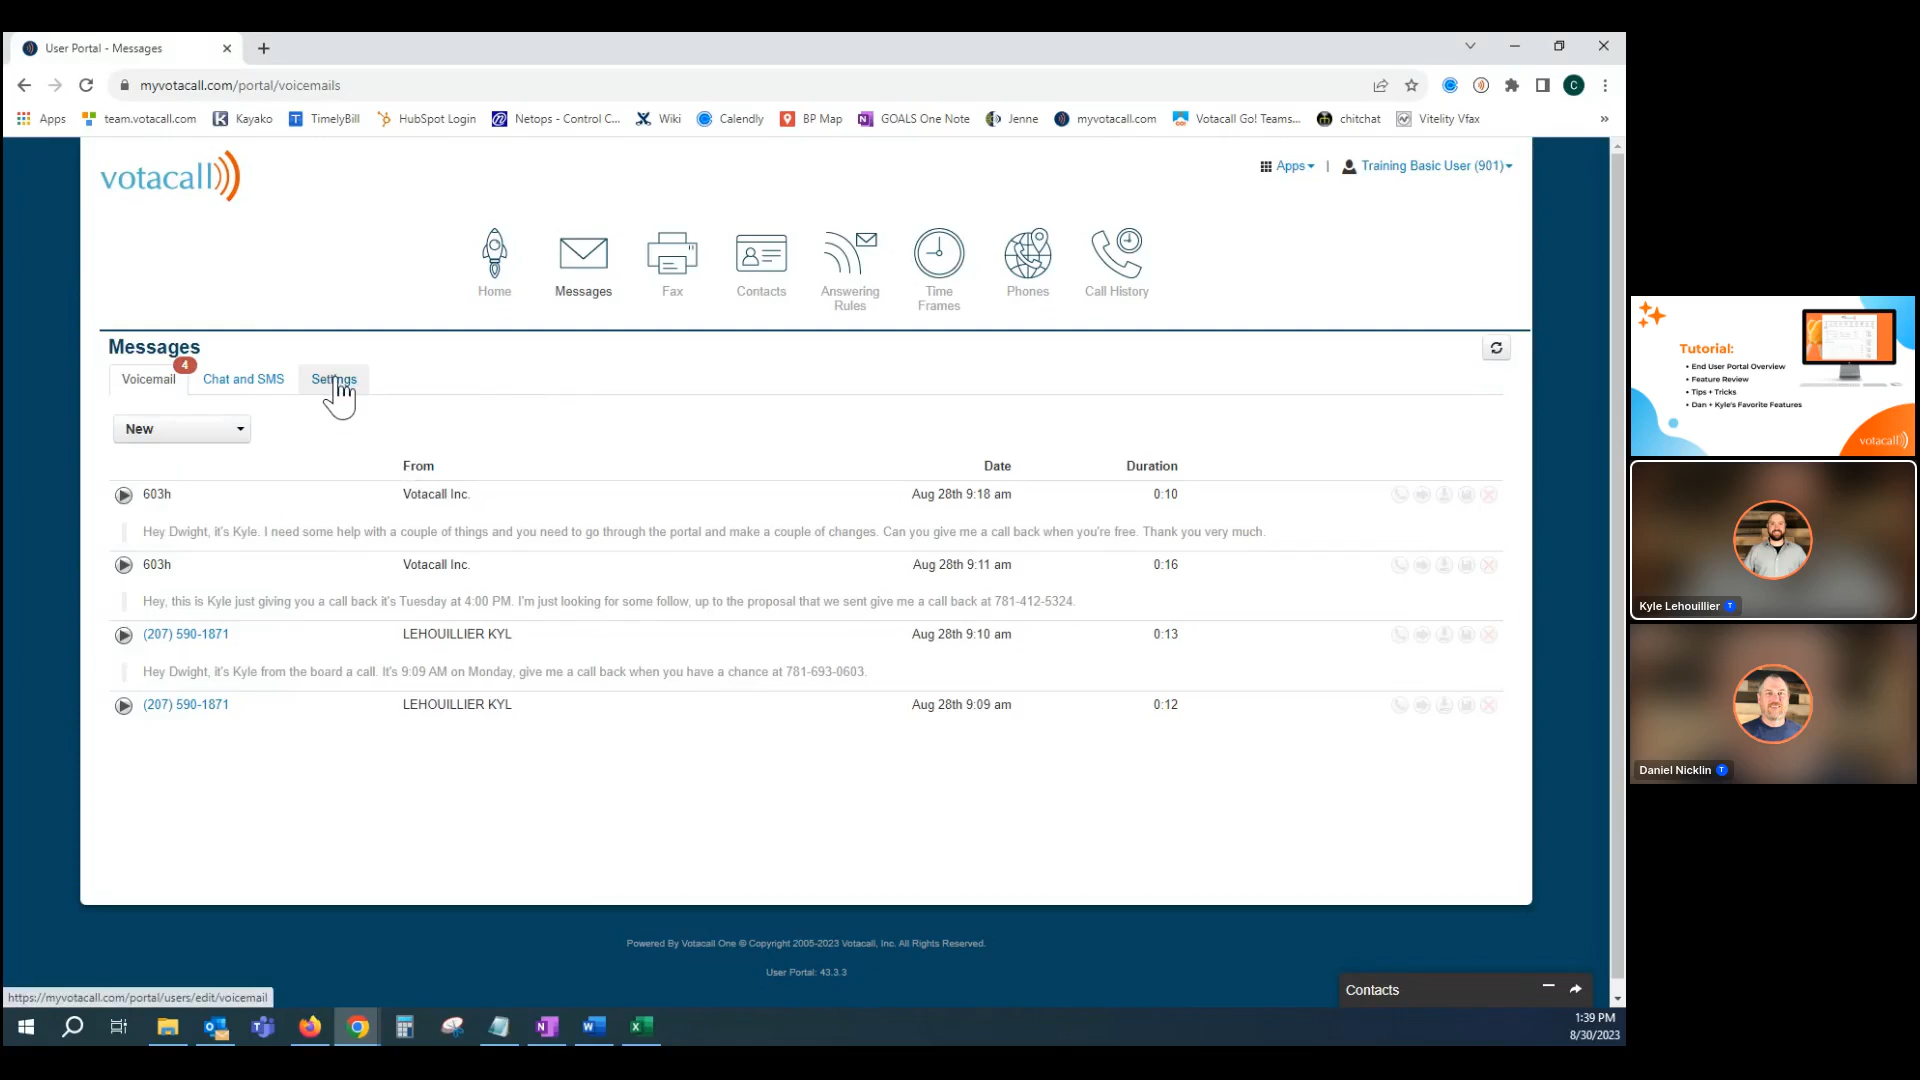 User Portal - Messages
myvotacall.com/portal/voicemails
C
Apps
team.votacall.com
Kayako
TimelyBill
HubSpot Login
Netops - Control C...
Wiki
Calendly
BP Map
GOALS One Note
Jenne
myvotacall.com
Votacall Go! Teams...
chitchat
Vitelity Vfax
»
votacall
Apps
|
Training Basic User (901)
Home
Messages
Fax
Contacts
Answering
Rules
Time
Frames
Phones
Call History
Messages
Voicemail
4
Chat and SMS
Settings
New
From
Date
Duration
603h
Votacall Inc.
Aug 28th 9:18 am
0:10
Hey Dwight, it's Kyle. I need some help with a couple of things and you need to go through the portal and make a couple of changes. Can you give me a call back when you're free. Thank you very much.
603h
Votacall Inc.
Aug 28th 9:11 am
0:16
Hey, this is Kyle just giving you a call back it's Tuesday at 4:00 PM. I'm just looking for some follow, up to the proposal that we sent give me a call back at 781-412-5324.
(207) 590-1871
LEHOUILLIER KYL
Aug 28th 9:10 am
0:13
Hey Dwight, it's Kyle from the board a call. It's 9:09 AM on Monday, give me a call back when you have a chance at 781-693-0603.
(207) 590-1871
LEHOUILLIER KYL
Aug 28th 9:09 am
0:12
Powered By Votacall One © Copyright 2005-2023 Votacall, Inc. All Rights Reserved.
User Portal: 43.3.3
Contacts
https://myvotacall.com/portal/users/edit/voicemail
1:39 PM
8/30/2023
Tutorial:
• End User Portal Overview
• Feature Review
• Tips + Tricks
• Dan + Kyle's Favorite Features
votacall
Kyle Lehouillier
T
Daniel Nicklin
T